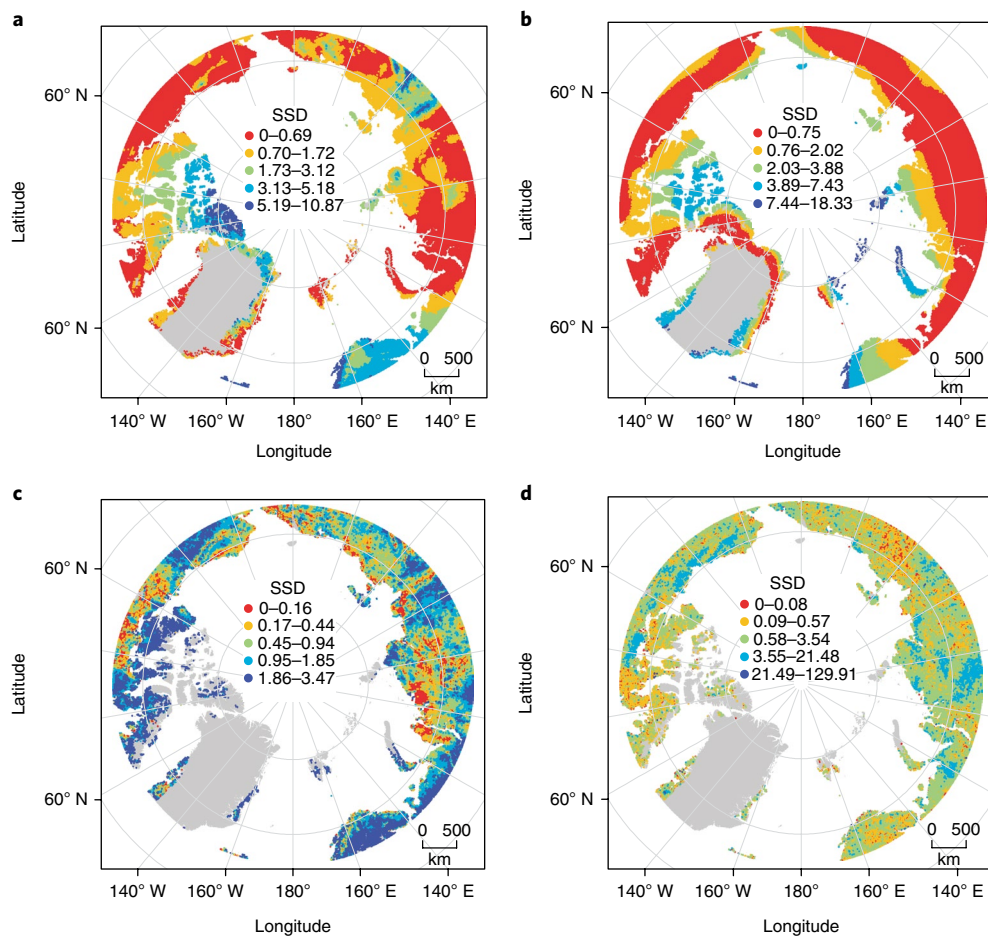 a
60° N
Latitude
60° N
SSD
0–0.69
0.70–1.72
1.73–3.12
3.13–5.18
5.19–10.87
0 500
km
140° W 160° W 180° 160° E 140° E
Longitude
b
60° N
Latitude
60° N
SSD
0–0.75
0.76–2.02
2.03–3.88
3.89–7.43
7.44–18.33
0 500
km
140° W 160° W 180° 160° E 140° E
Longitude
c
60° N
Latitude
60° N
SSD
0–0.16
0.17–0.44
0.45–0.94
0.95–1.85
1.86–3.47
0 500
km
140° W 160° W 180° 160° E 140° E
Longitude
d
60° N
Latitude
60° N
SSD
0–0.08
0.09–0.57
0.58–3.54
3.55–21.48
21.49–129.91
0 500
km
140° W 160° W 180° 160° E 140° E
Longitude